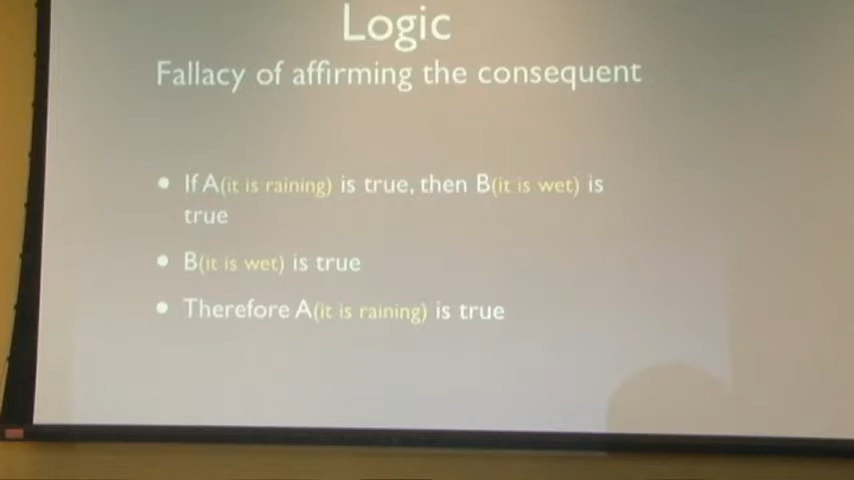 Logic
Fallacy of affirming the consequent
• If A(it is raining) is true, then B(it is wet) is
true
• B(it is wet) is true
• Therefore A(it is raining) is true